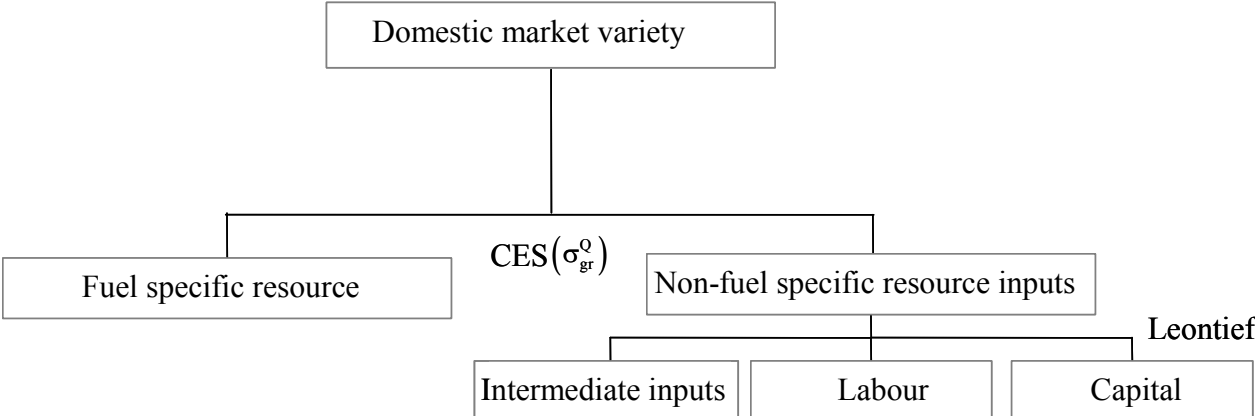 Domestic market variety
CES(σ^Q_gr)
Fuel specific resource
Non-fuel specific resource inputs
Leontief
Intermediate inputs
Labour
Capital